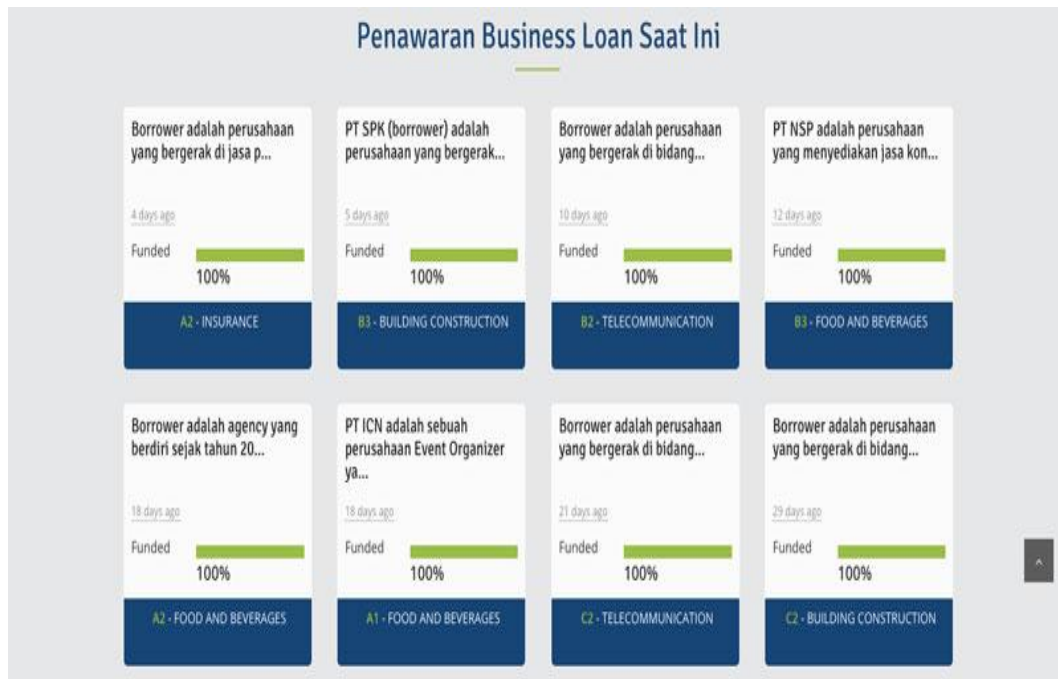 Penawaran Business Loan Saat Ini
Borrower adalah perusahaan
yang bergerak di jasa p...
4 days ago
Funded
100%
A2 - INSURANCE
PT SPK (borrower) adalah
perusahaan yang bergerak...
5 days ago
Funded
100%
B3 - BUILDING CONSTRUCTION
Borrower adalah perusahaan
yang bergerak di bidang...
10 days ago
Funded
100%
B2 - TELECOMMUNICATION
PT NSP adalah perusahaan
yang menyediakan jasa kon...
12 days ago
Funded
100%
B3 - FOOD AND BEVERAGES
Borrower adalah agency yang
berdiri sejak tahun 20...
18 days ago
Funded
100%
A2 - FOOD AND BEVERAGES
PT ICN adalah sebuah
perusahaan Event Organizer
ya...
18 days ago
Funded
100%
A1 - FOOD AND BEVERAGES
Borrower adalah perusahaan
yang bergerak di bidang...
21 days ago
Funded
100%
C2 - TELECOMMUNICATION
Borrower adalah perusahaan
yang bergerak di bidang...
29 days ago
Funded
100%
C2 - BUILDING CONSTRUCTION